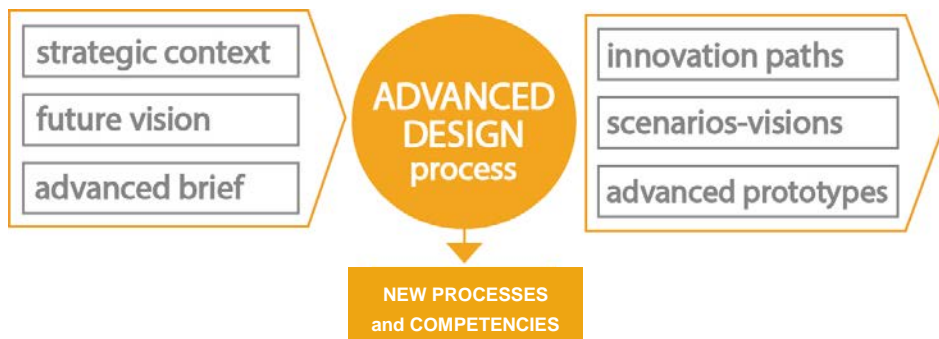 strategic context
future vision
advanced brief
ADVANCED
DESIGN
process
innovation paths
scenarios-visions
advanced prototypes
NEW PROCESSES
and COMPETENCIES